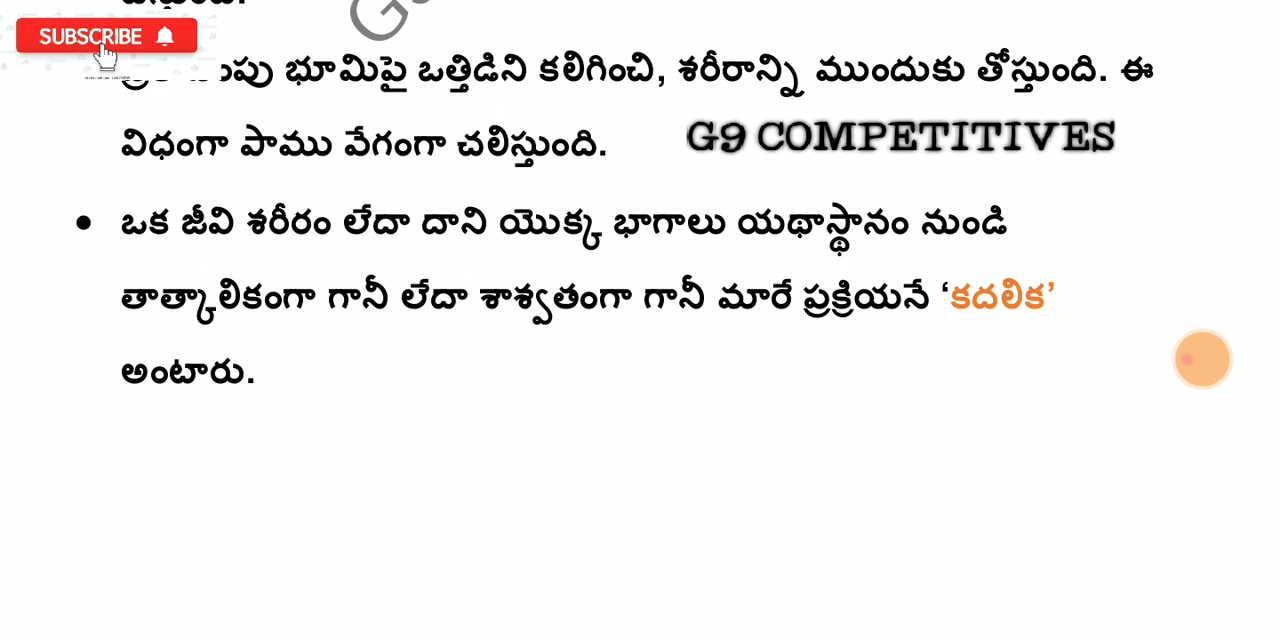 SUBSCRIBE
భూమిపై ఒత్తిడిని కలిగించి, శరీరాన్ని ముందుకు తోస్తుంది. ఈ
విధంగా పాము వేగంగా చలిస్తుంది.
G9 COMPETITIVES
• ఒక జీవి శరీరం లేదా దాని యొక్క భాగాలు యథాస్థానం నుండి
తాత్కాలికంగా గానీ లేదా శాశ్వతంగా గానీ మారే ప్రక్రియనే ‘కదలిక’
అంటారు.